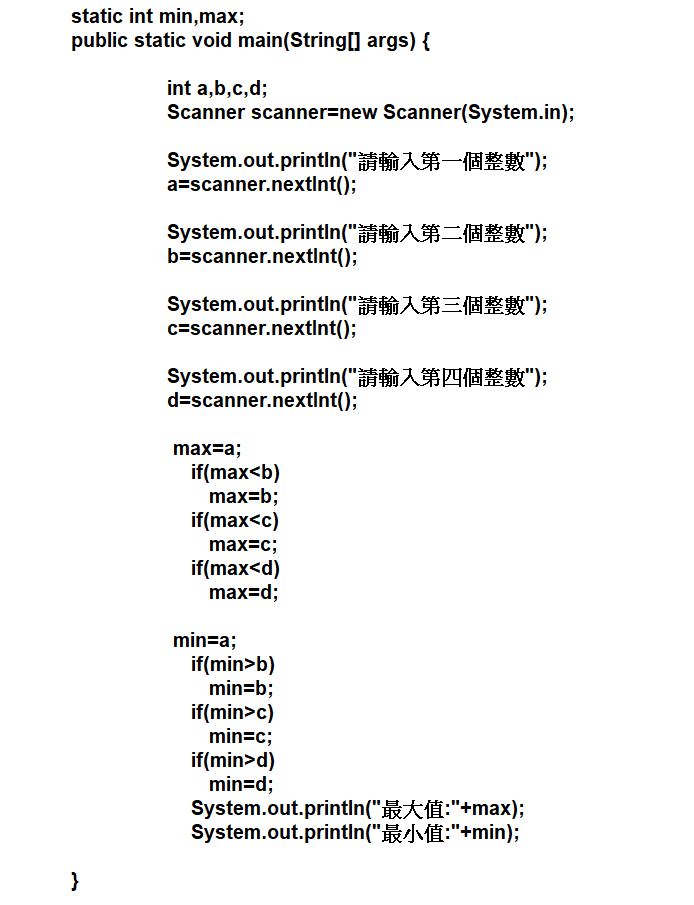 static int min,max;
public static void main(String[] args) {
int a,b,c,d;
Scanner scanner=new Scanner(System.in);
System.out.println("請輸入第一個整數");
a=scanner.nextInt();
System.out.println("請輸入第二個整數");
b=scanner.nextInt();
System.out.println("請輸入第三個整數");
c=scanner.nextInt();
System.out.println("請輸入第四個整數");
d=scanner.nextInt();
max=a;
if(max<b)
max=b;
if(max<c)
max=c;
if(max<d)
max=d;
min=a;
if(min>b)
min=b;
if(min>c)
min=c;
if(min>d)
min=d;
System.out.println("最大值:"+max);
System.out.println("最小值:"+min);
}